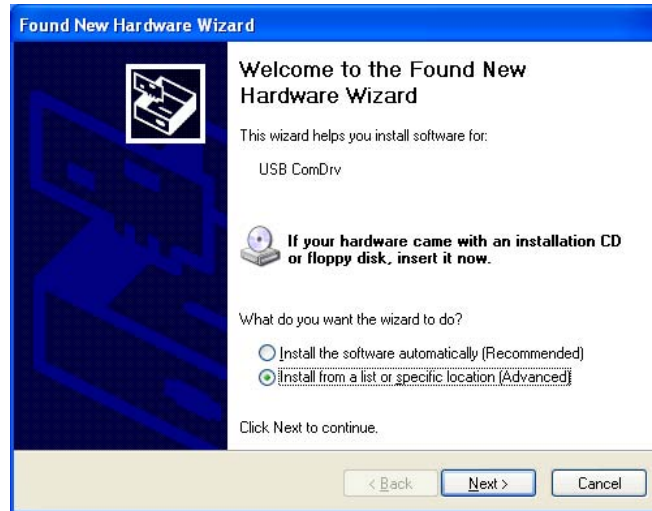 Found New Hardware Wizard
Welcome to the Found New
Hardware Wizard
This wizard helps you install software for:
USB ComDrv
If your hardware came with an installation CD
or floppy disk, insert it now.
What do you want the wizard to do?
Install the software automatically (Recommended)
Install from a list or specific location (Advanced)
Click Next to continue.
< Back Next > Cancel